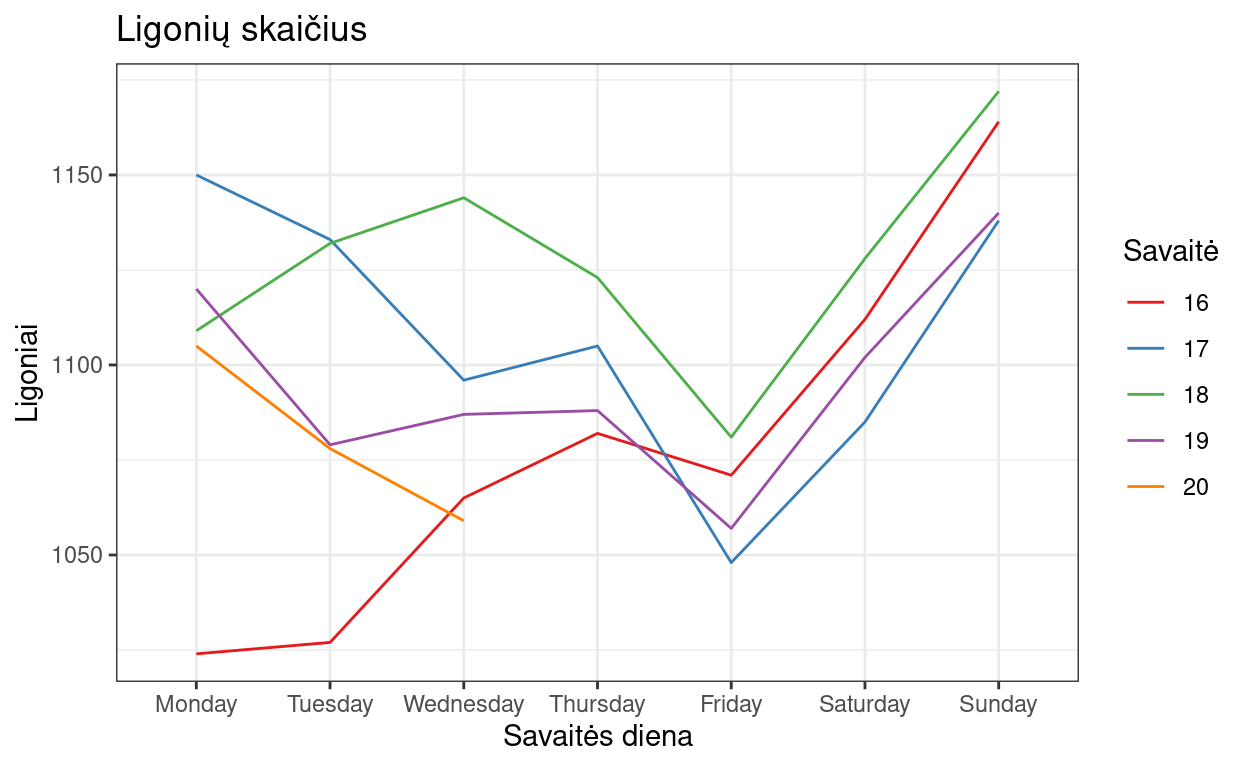 Ligonių skaičius
Ligoniai
1150
1100
1050
Monday Tuesday Wednesday Thursday Friday Saturday Sunday
Savaitės diena
Savaitė
16
17
18
19
20